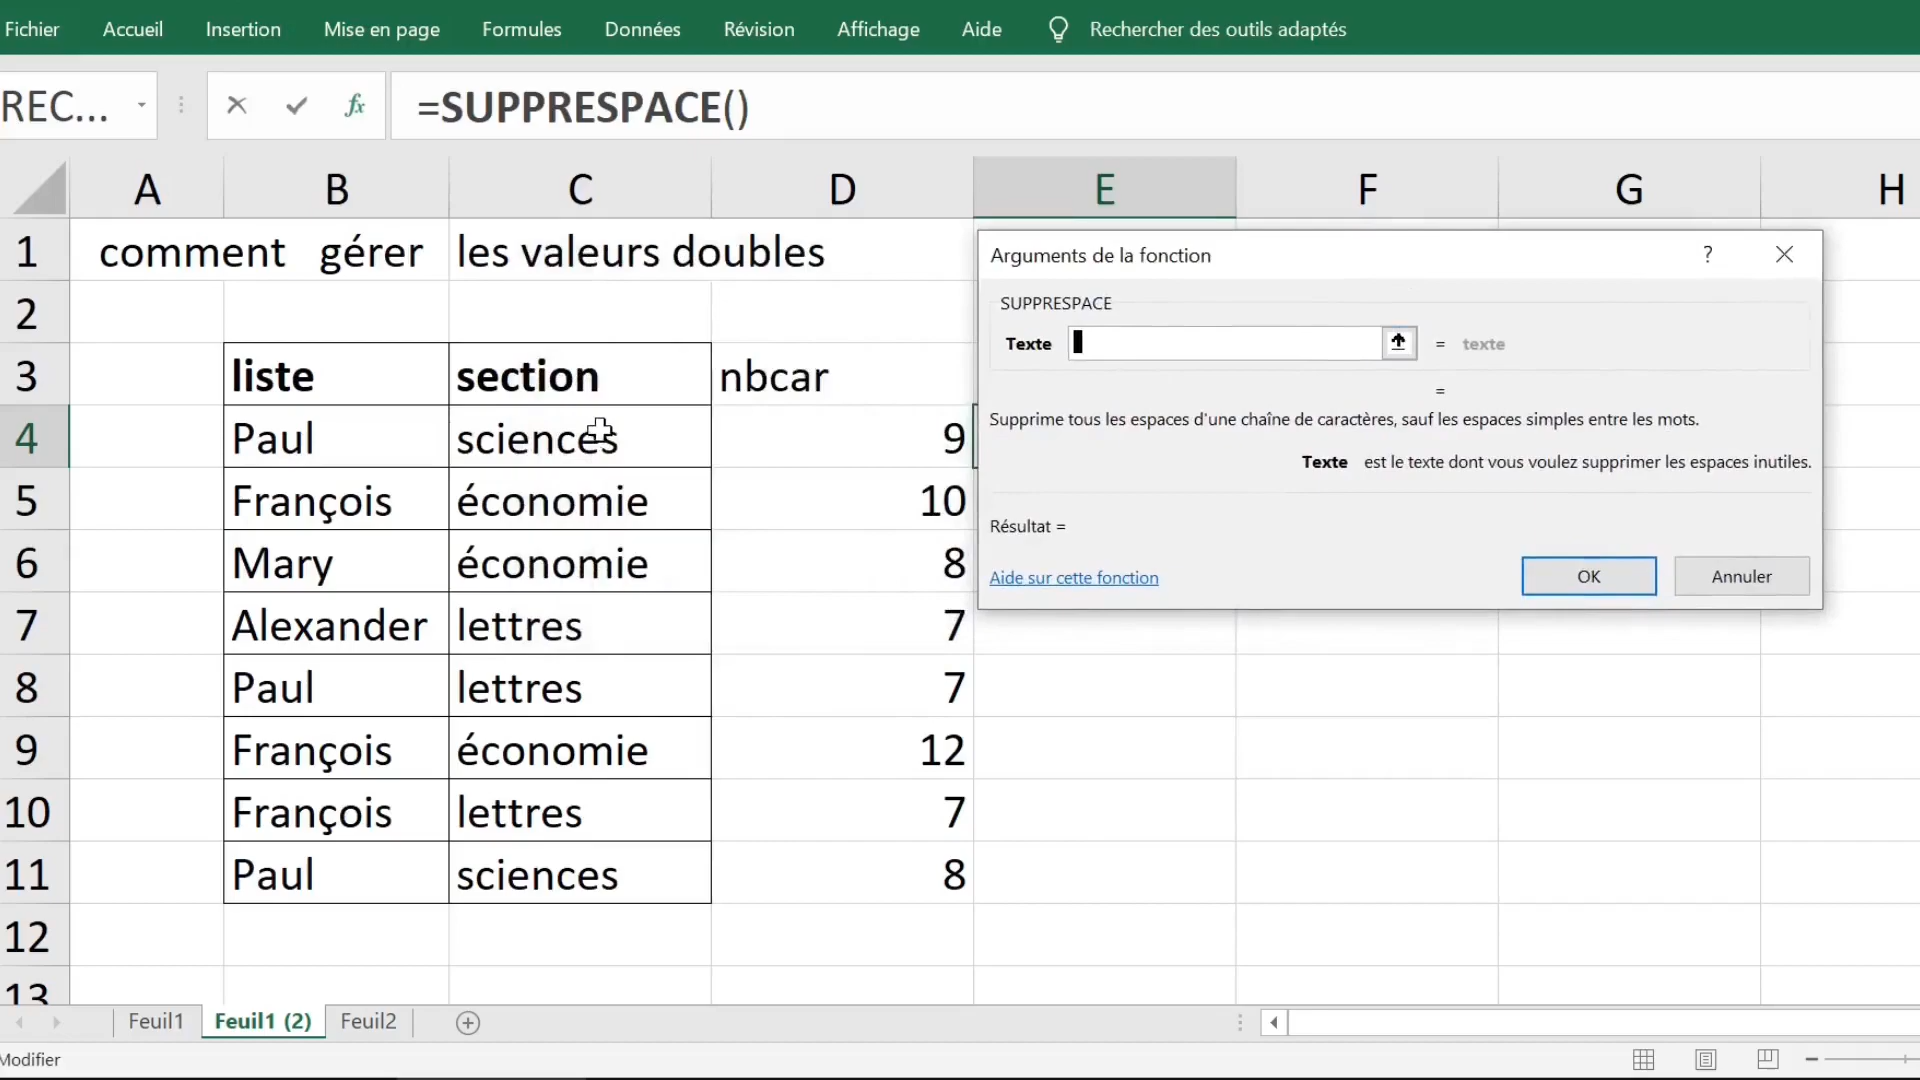 Fichier Accueil Insertion Mise en page Formules Données Révision Affichage Aide Rechercher des outils adaptés
REC... fx =SUPPRESPACE()
A B C D E F G H
1 comment gérer les valeurs doubles
2
3 liste section nbcar
4 Paul sciences 9
5 François économie 10
6 Mary économie 8
7 Alexander lettres 7
8 Paul lettres 7
9 François économie 12
10 François lettres 7
11 Paul sciences 8
12
13
Arguments de la fonction ? 
SUPPRESPACE
Texte = texte
=
Supprime tous les espaces d'une chaîne de caractères, sauf les espaces simples entre les mots.
Texte est le texte dont vous voulez supprimer les espaces inutiles.
Résultat =
Aide sur cette fonction OK Annuler
Feuil1 Feuil1 (2) Feuil2
Modifier